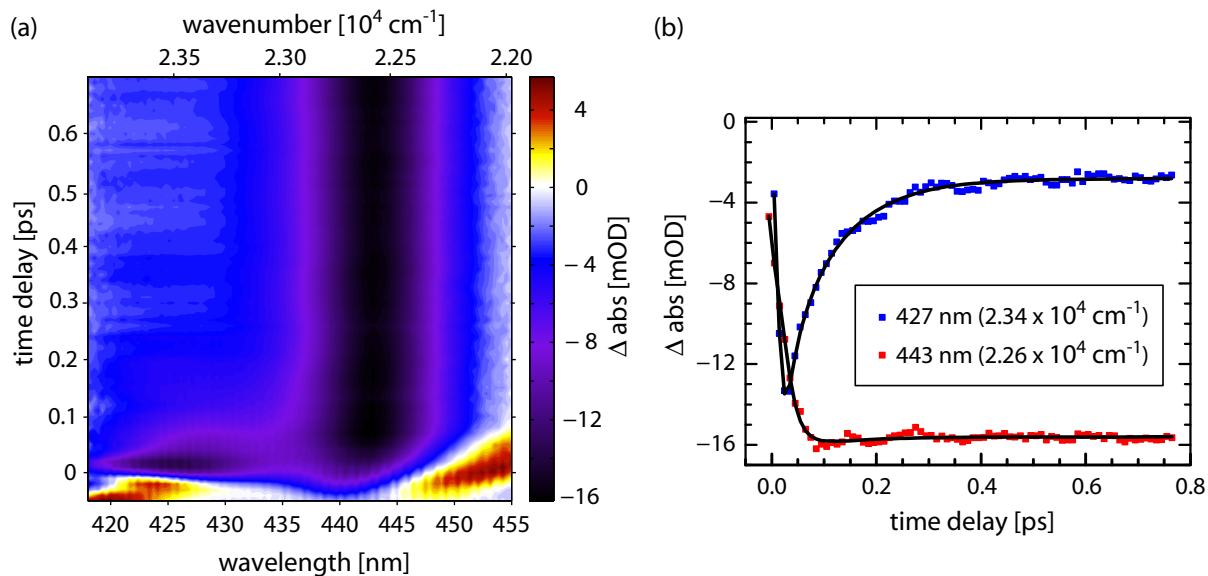 (a)
wavenumber [10⁴ cm⁻¹]
2.35 2.30 2.25 2.20
time delay [ps]
0.6
0.5
0.4
0.3
0.2
0.1
0
420 425 430 435 440 445 450 455
wavelength [nm]
4
0
−4
−8
−12
−16
Δ abs [mOD]
(b)
Δ abs [mOD]
0
−4
−8
−12
−16
427 nm (2.34 x 10⁴ cm⁻¹)
443 nm (2.26 x 10⁴ cm⁻¹)
0.0 0.2 0.4 0.6 0.8
time delay [ps]